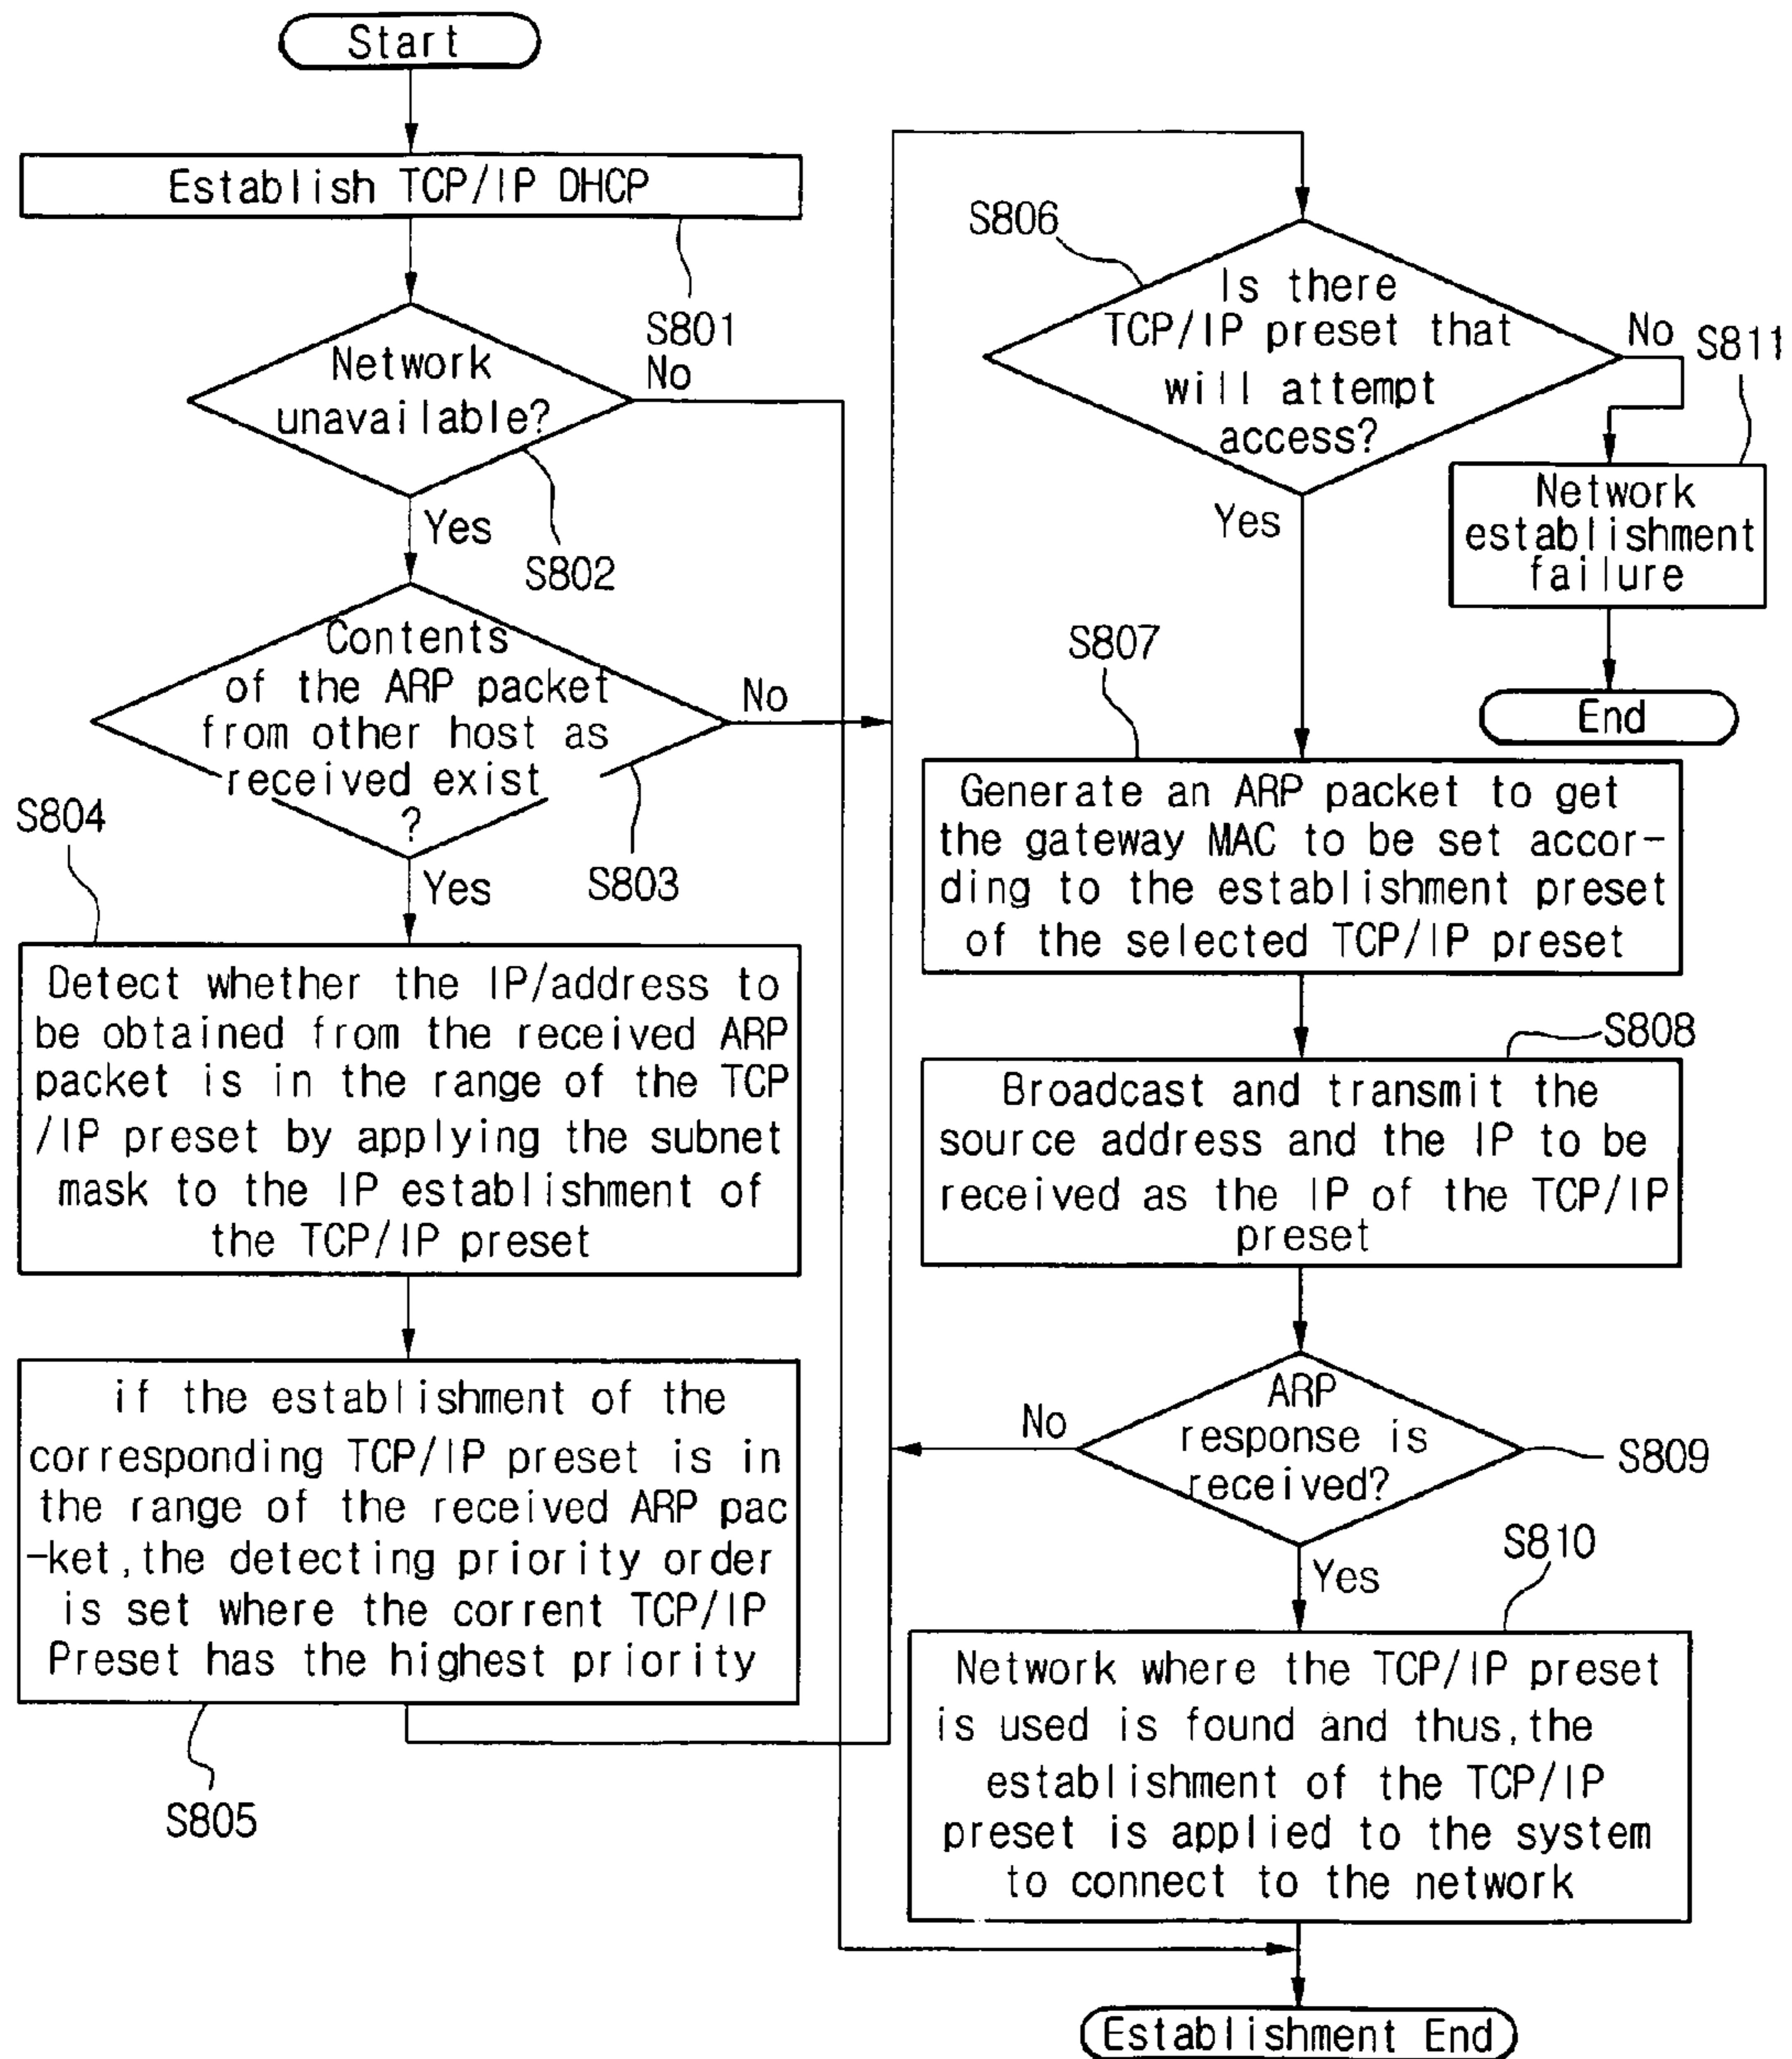 Start
Establish TCP/IP DHCP
S801
Network
unavailable?
No
Yes
S802
Contents
of the ARP packet
from other host as
received exist
?
No
Yes
S803
S804
Detect whether the IP/address to
be obtained from the received ARP
packet is in the range of the TCP
/IP preset by applying the subnet
mask to the IP establishment of
the TCP/IP preset
if the establishment of the
corresponding TCP/IP preset is in
the range of the received ARP pac
-ket,the detecting priority order
is set where the corrent TCP/IP
Preset has the highest priority
S805
S806
Is there
TCP/IP preset that
will attempt
access?
No
S811
Yes
Network
establishment
failure
End
S807
Generate an ARP packet to get
the gateway MAC to be set accor-
ding to the establishment preset
of the selected TCP/IP preset
S808
Broadcast and transmit the
source address and the IP to be
received as the IP of the TCP/IP
preset
ARP
response is
received?
No
S809
Yes
S810
Network where the TCP/IP preset
is used is found and thus,the
establishment of the TCP/IP
preset is applied to the system
to connect to the network
Establishment End